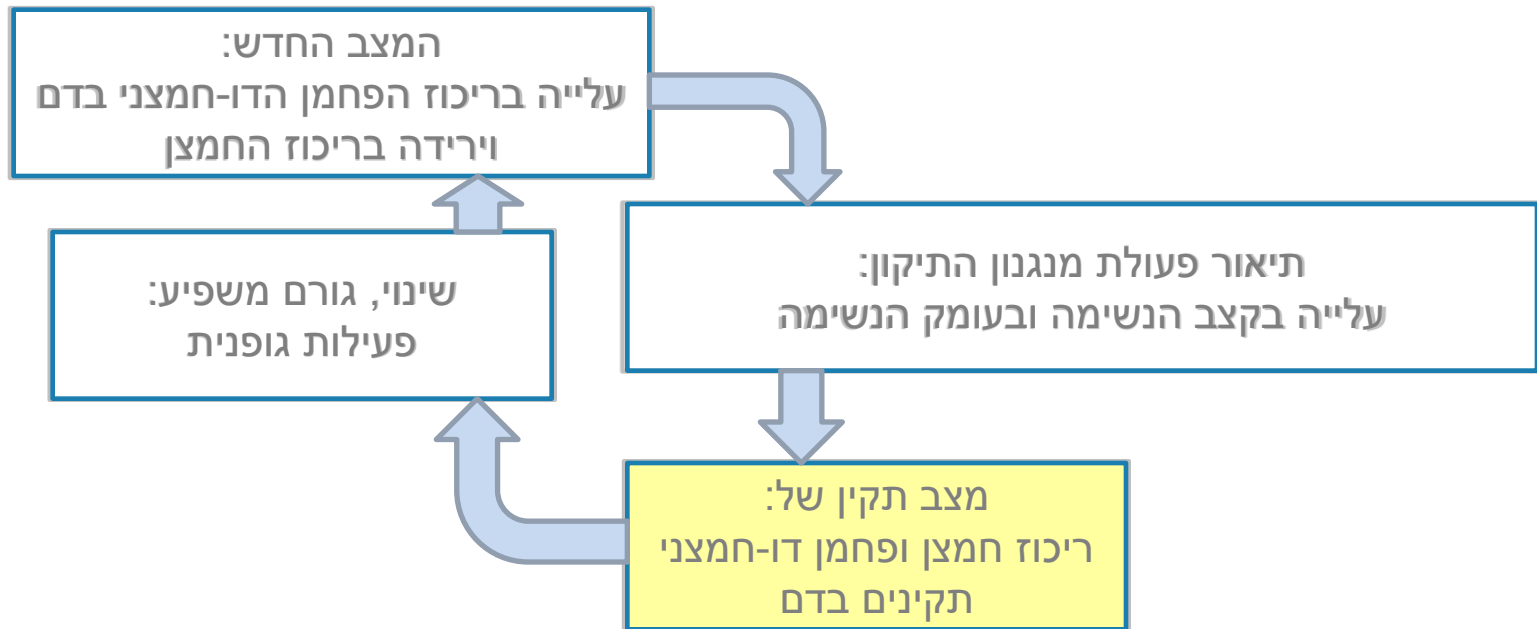 המצב החדש:
עלייה בריכוז הפחמן הדו-חמצני בדם
וירידה בריכוז החמצן
תיאור פעולת מנגנון התיקון:
עלייה בקצב הנשימה ובעומק הנשימה
שינוי, גורם משפיע:
פעילות גופנית
מצב תקין של:
ריכוז חמצן ופחמן דו-חמצני
תקינים בדם